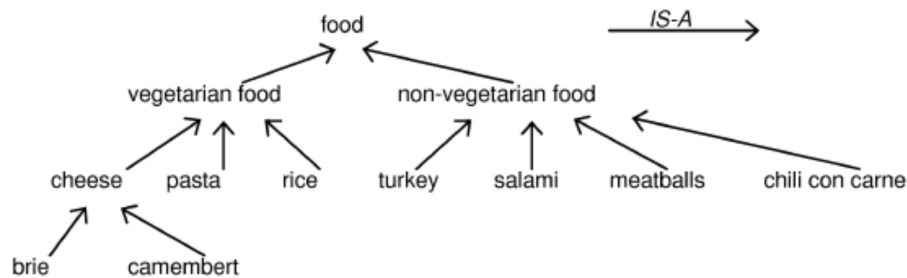 food
IS-A
vegetarian food non-vegetarian food
cheese pasta rice turkey salami meatballs chili con carne
brie camembert